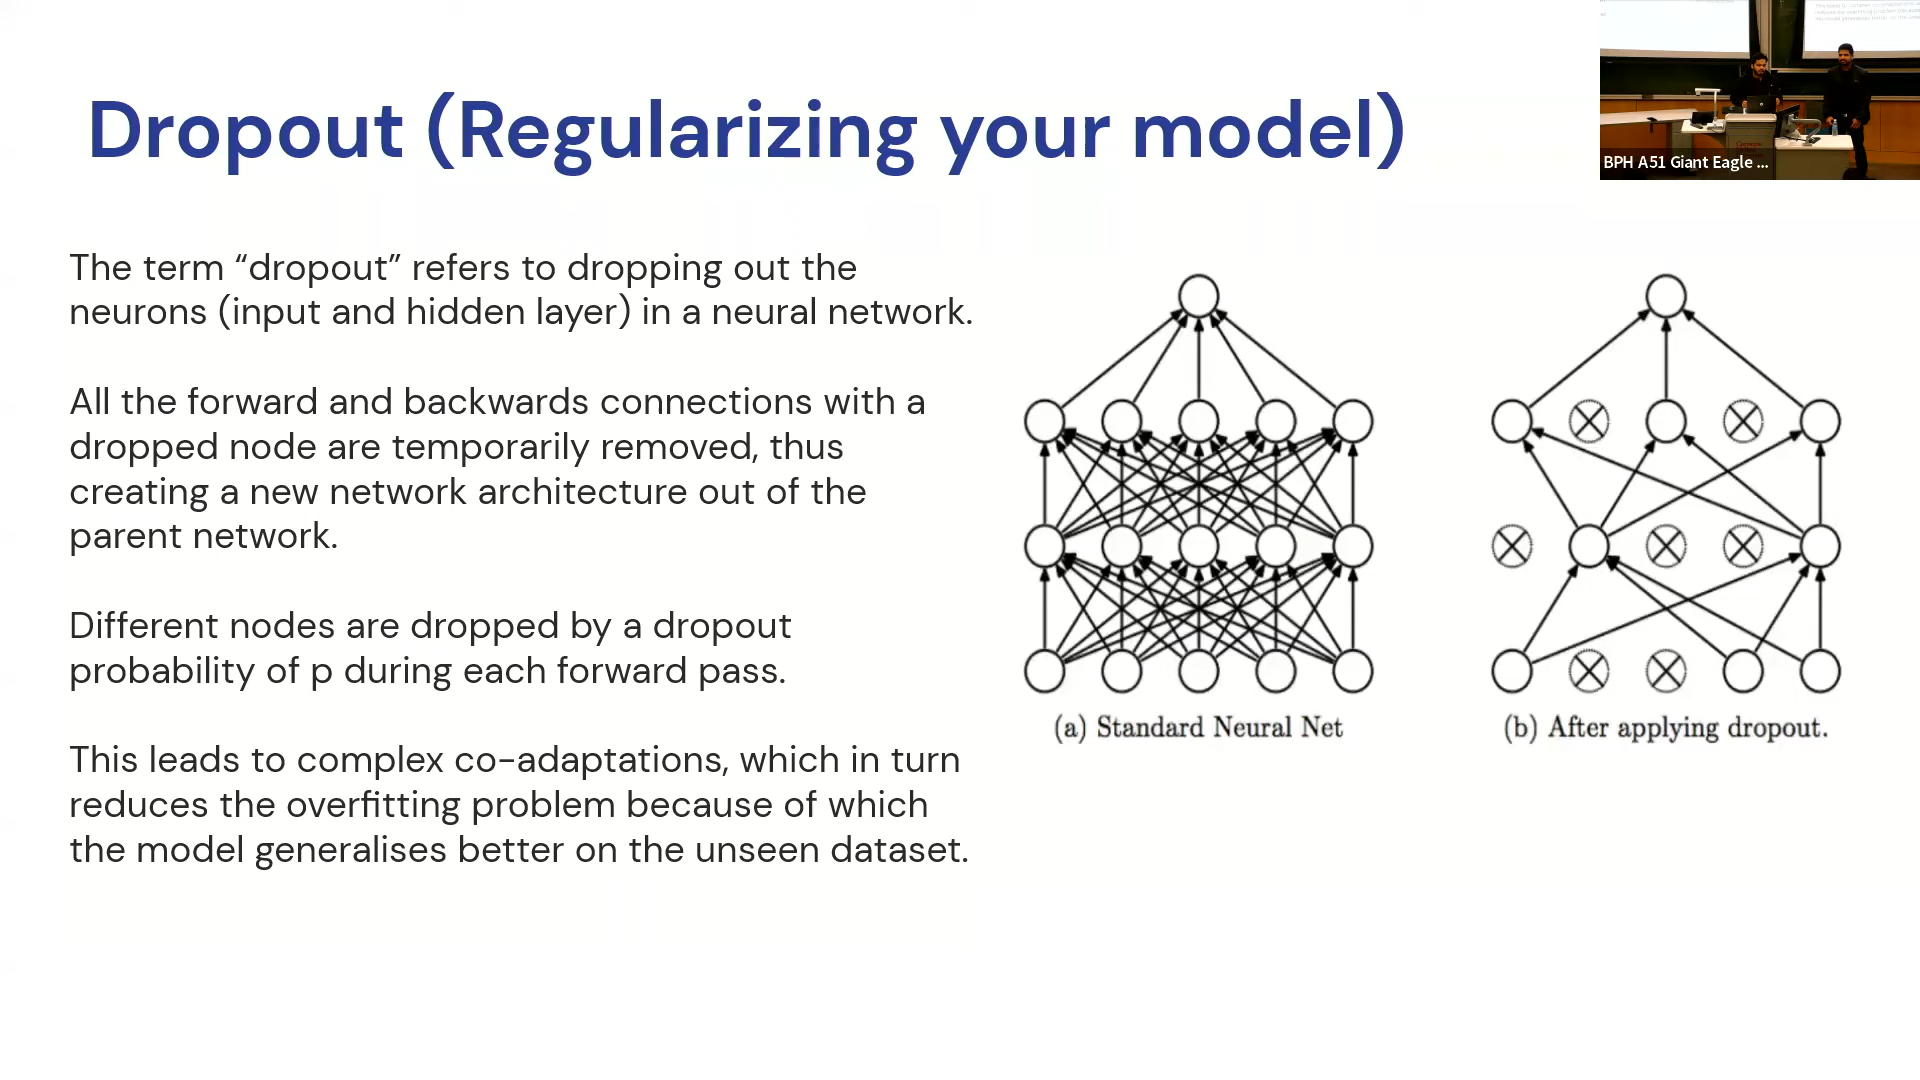 Dropout (Regularizing your model)
BPH A51 Giant Eagle ...
The term “dropout” refers to dropping out the
neurons (input and hidden layer) in a neural network.
All the forward and backwards connections with a
dropped node are temporarily removed, thus
creating a new network architecture out of the
parent network.
Different nodes are dropped by a dropout
probability of p during each forward pass.
This leads to complex co-adaptations, which in turn
reduces the overfitting problem because of which
the model generalises better on the unseen dataset.
(a) Standard Neural Net
(b) After applying dropout.